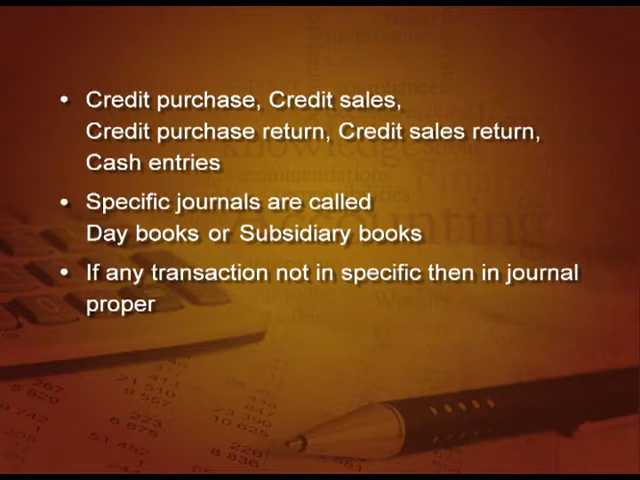 • Credit purchase, Credit sales,
Credit purchase return, Credit sales return,
Cash entries
• Specific journals are called
Day books or Subsidiary books
• If any transaction not in specific then in journal
proper